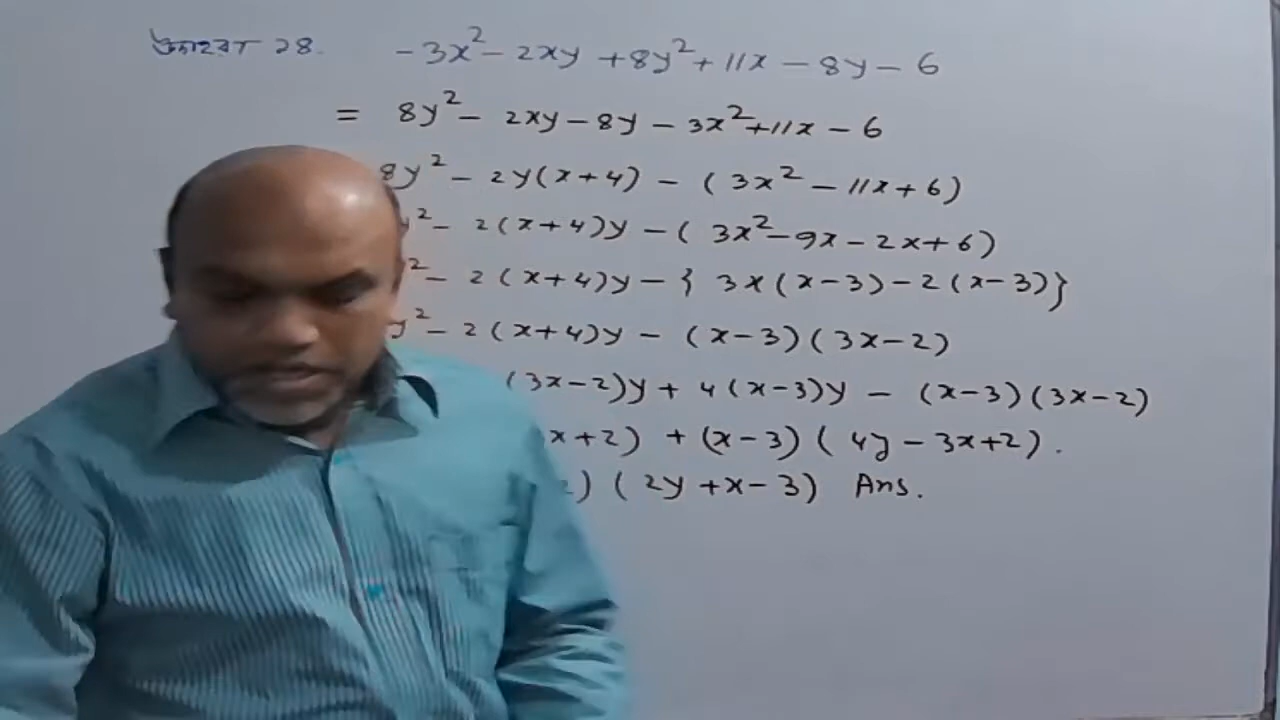 উদাহরণ ২৪. -3x² - 2xy + 8y² + 11x - 8y - 6
= 8y² - 2xy - 8y - 3x² + 11x - 6
8y² - 2y(x+4) - (3x² - 11x + 6)
y² - 2(x+4)y - (3x² - 9x - 2x + 6)
² - 2(x+4)y - { 3x(x-3) - 2(x-3)}
y² - 2(x+4)y - (x-3)(3x-2)
(3x-2)y + 4(x-3)y - (x-3)(3x-2)
x+2) + (x-3)(4y - 3x+2).
2) (2y + x - 3) Ans.